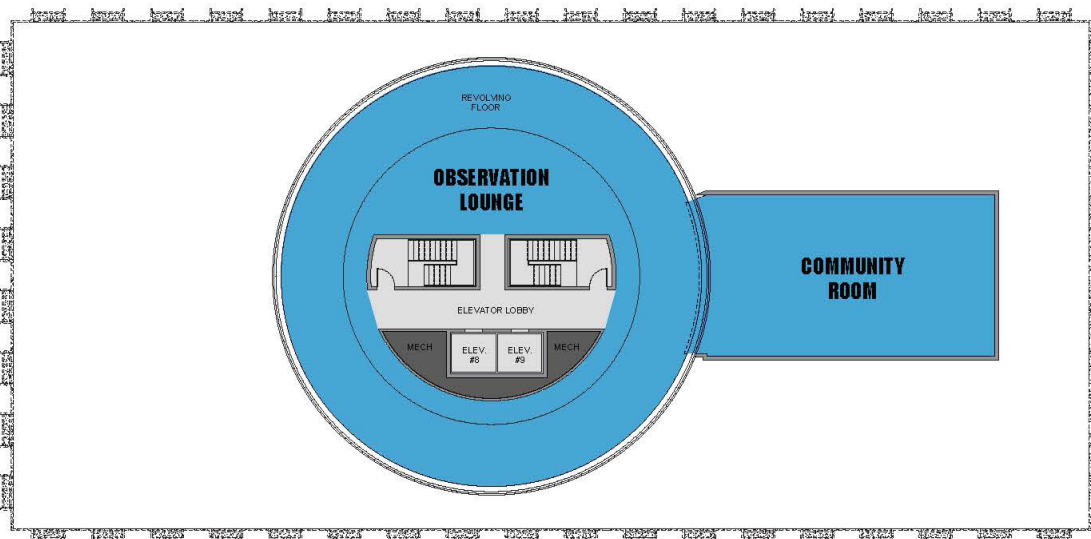 REVOLVING
FLOOR
OBSERVATION
LOUNGE
COMMUNITY
ROOM
ELEVATOR LOBBY
MECH
ELEV.
#8
ELEV.
#9
MECH